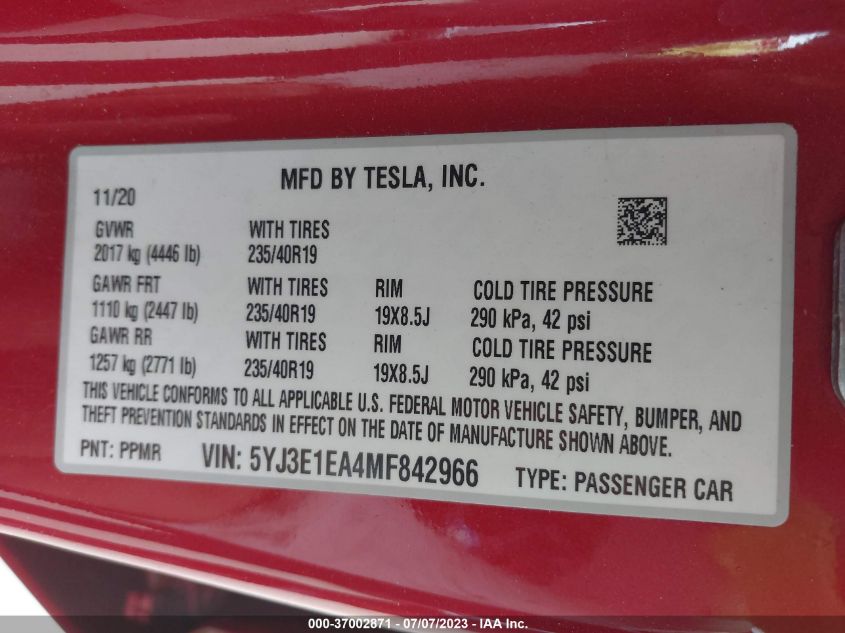 MFD BY TESLA, INC.
11/20
GVWR WITH TIRES
2017 kg (4446 lb) 235/40R19
GAWR FRT WITH TIRES RIM COLD TIRE PRESSURE
1110 kg (2447 lb) 235/40R19 19X8.5J 290 kPa, 42 psi
GAWR RR WITH TIRES RIM COLD TIRE PRESSURE
1257 kg (2771 lb) 235/40R19 19X8.5J 290 kPa, 42 psi
THIS VEHICLE CONFORMS TO ALL APPLICABLE U.S. FEDERAL MOTOR VEHICLE SAFETY, BUMPER, AND
THEFT PREVENTION STANDARDS IN EFFECT ON THE DATE OF MANUFACTURE SHOWN ABOVE.
PNT: PPMR VIN: 5YJ3E1EA4MF842966 TYPE: PASSENGER CAR
000-37002871 - 07/07/2023 - IAA Inc.